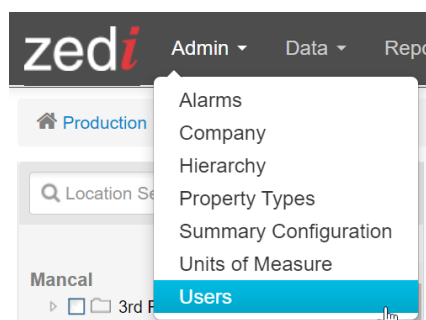 zedi Admin Data Repo
Alarms
Production
Company
Hierarchy
Location Se
Property Types
Summary Configuration
Units of Measure
Mancal
Users
3rd F